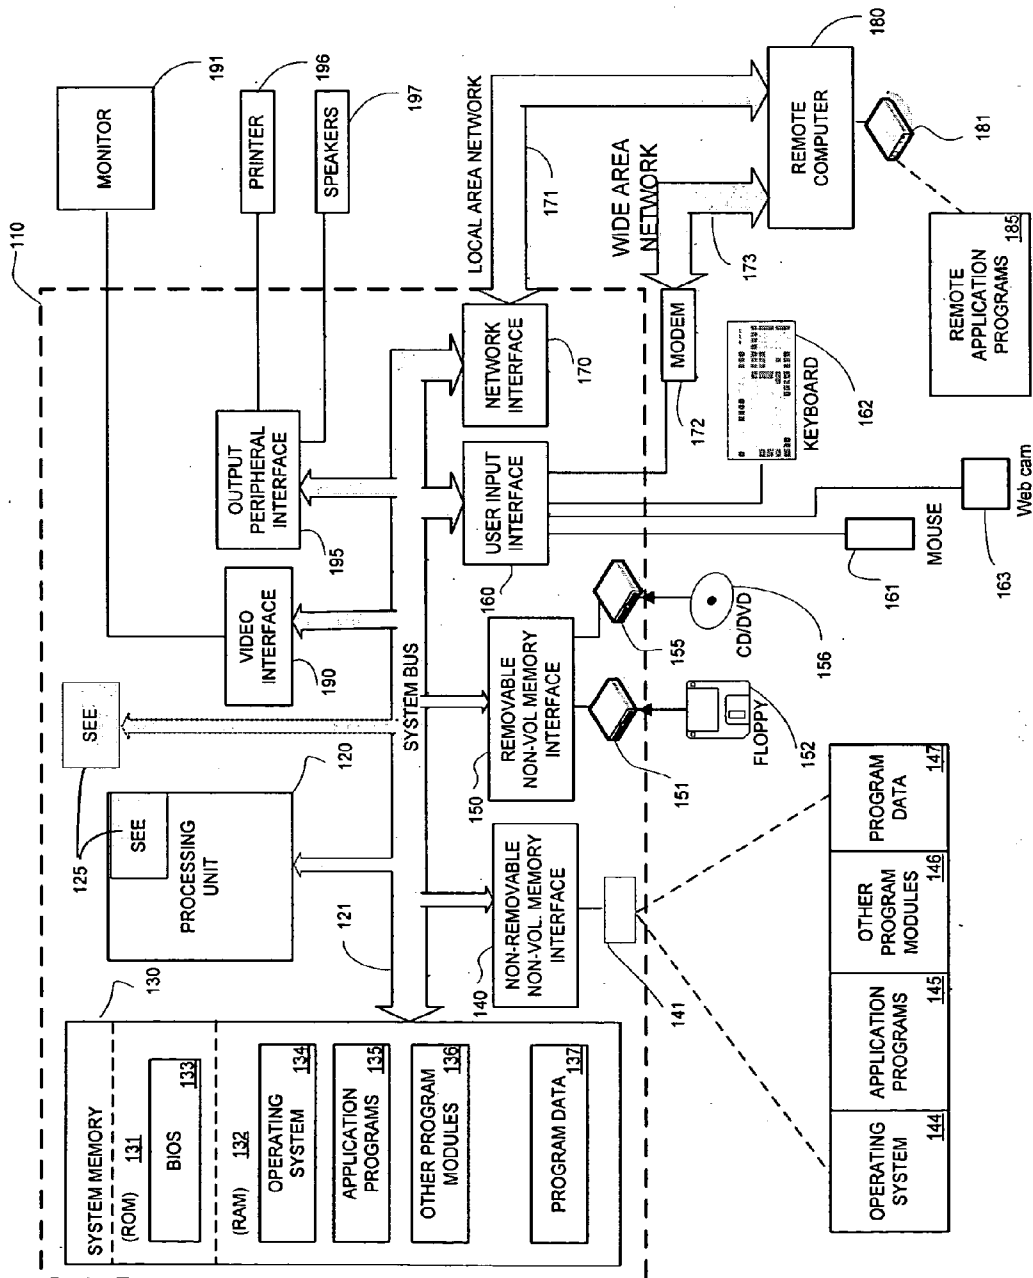 110
SYSTEM MEMORY
(ROM) 131
BIOS
133
(RAM) 132
OPERATING
SYSTEM
134
APPLICATION
PROGRAMS
135
OTHER PROGRAM
MODULES
136
PROGRAM DATA
137
130
121
125
SEE
PROCESSING
UNIT
120
SEE
SYSTEM BUS
VIDEO
INTERFACE
190
OUTPUT
PERIPHERAL
INTERFACE
195
MONITOR
191
PRINTER
196
SPEAKERS
197
NON-REMOVABLE
NON-VOL. MEMORY
INTERFACE
140
REMOVABLE
NON-VOL MEMORY
INTERFACE
150
USER INPUT
INTERFACE
160
NETWORK
INTERFACE
170
LOCAL AREA NETWORK
171
WIDE AREA
NETWORK
173
MODEM
172
141
151
155
FLOPPY
152
CD/DVD
156
KEYBOARD
162
MOUSE
161
Web cam
163
REMOTE
COMPUTER
180
181
REMOTE
APPLICATION
PROGRAMS
185
OPERATING
SYSTEM
144
APPLICATION
PROGRAMS
145
OTHER
PROGRAM
MODULES
146
PROGRAM
DATA
147